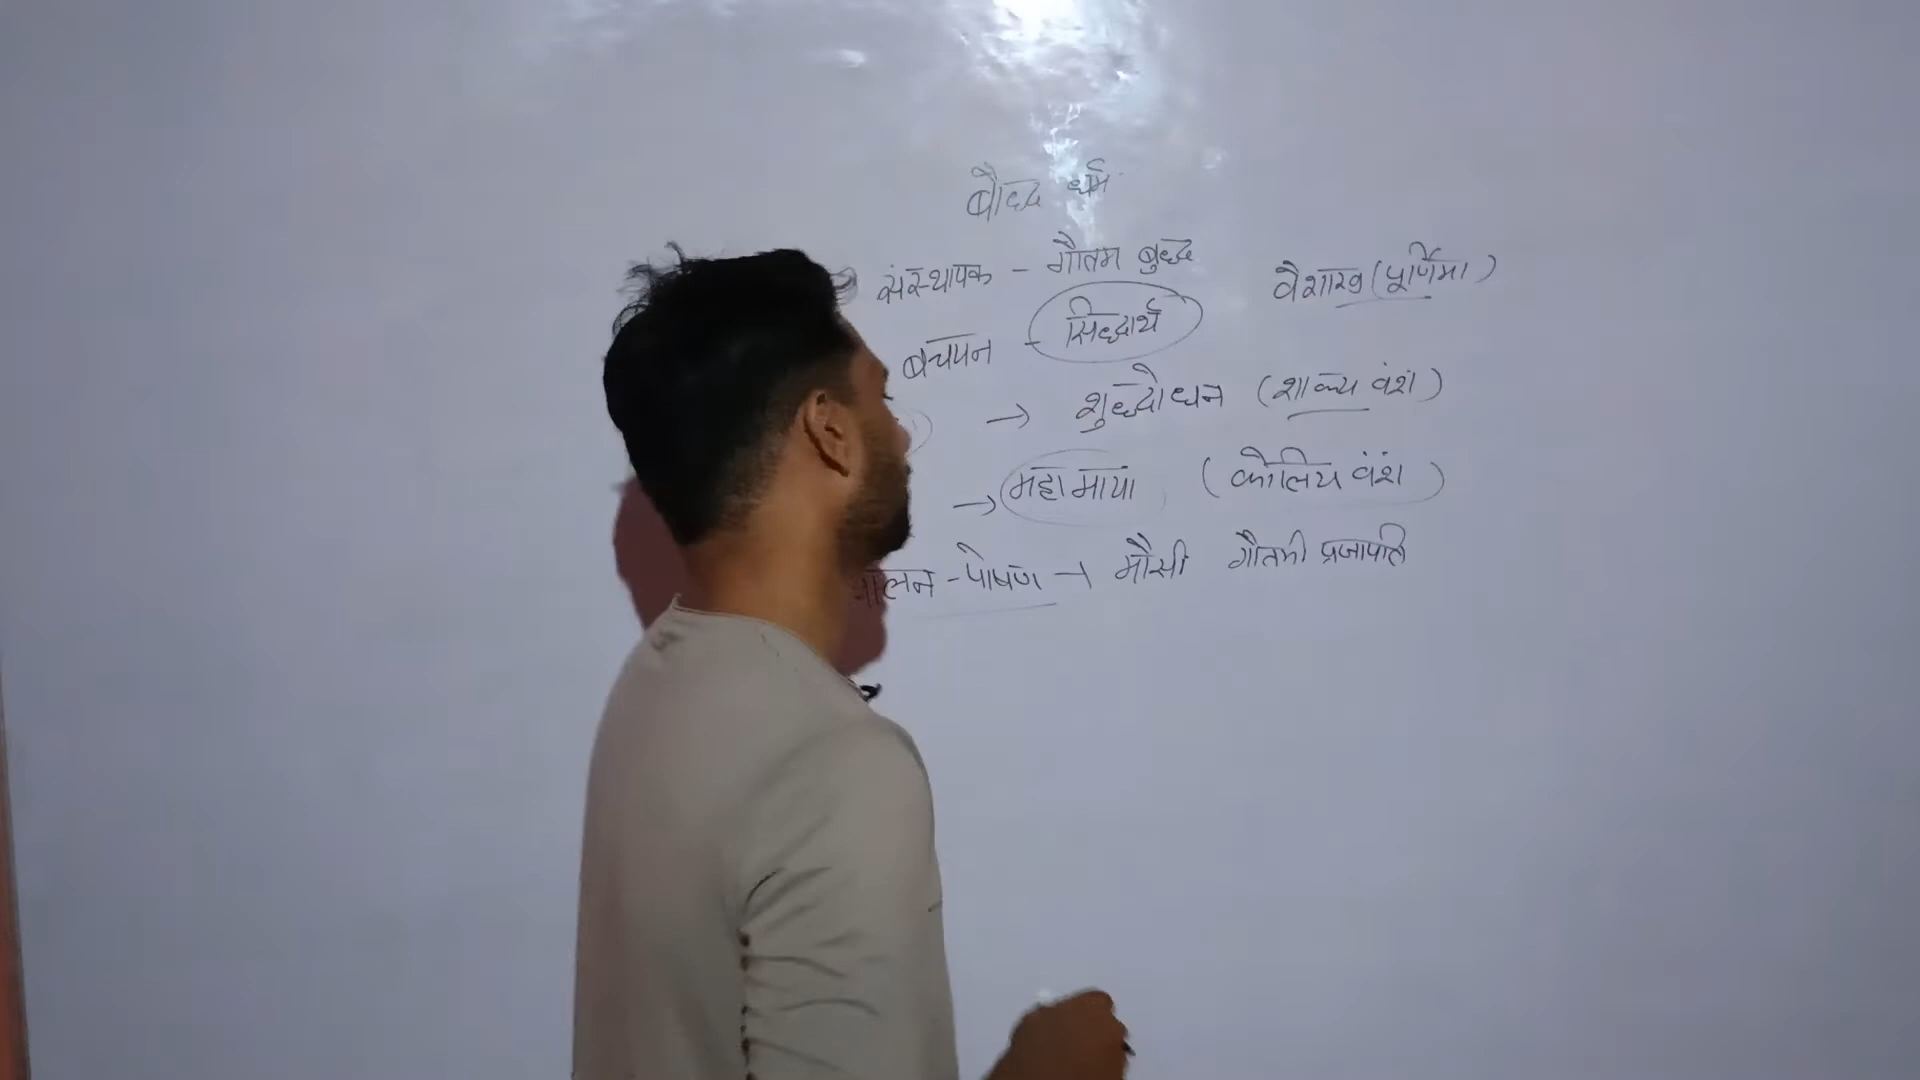 बौद्ध धर्म
संस्थापक - गौतम बुद्ध वैशाख (पूर्णिमा)
बचपन - सिद्धार्थ
→ शुद्धोधन (शाक्य वंश)
→ महामाया (कोलिय वंश)
पालन-पोषण → मौसी गौतमी प्रजापति